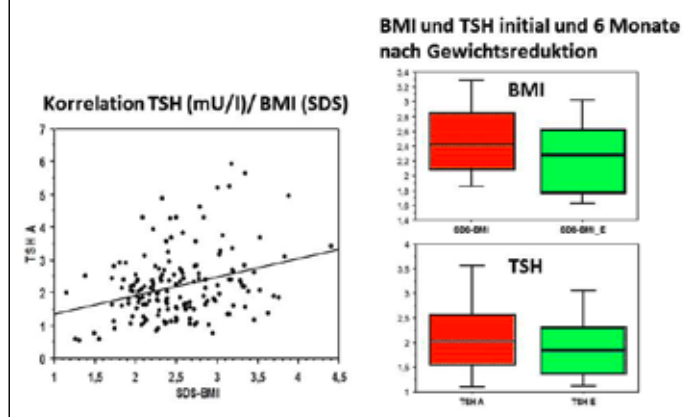 BMI und TSH initial und 6 Monate
nach Gewichtsreduktion
Korrelation TSH (mU/l)/ BMI (SDS)
7
6
5
4
3
2
1
0
TSH A
1 1,5 2 2,5 3 3,5 4 4,5
SDS-BMI
BMI
3,4
3,2
3
2,8
2,6
2,4
2,2
2
1,8
1,6
1,4
SDS-BMI SDS-BMI_E
TSH
4
3,5
3
2,5
2
1,5
1
TSH A TSH E